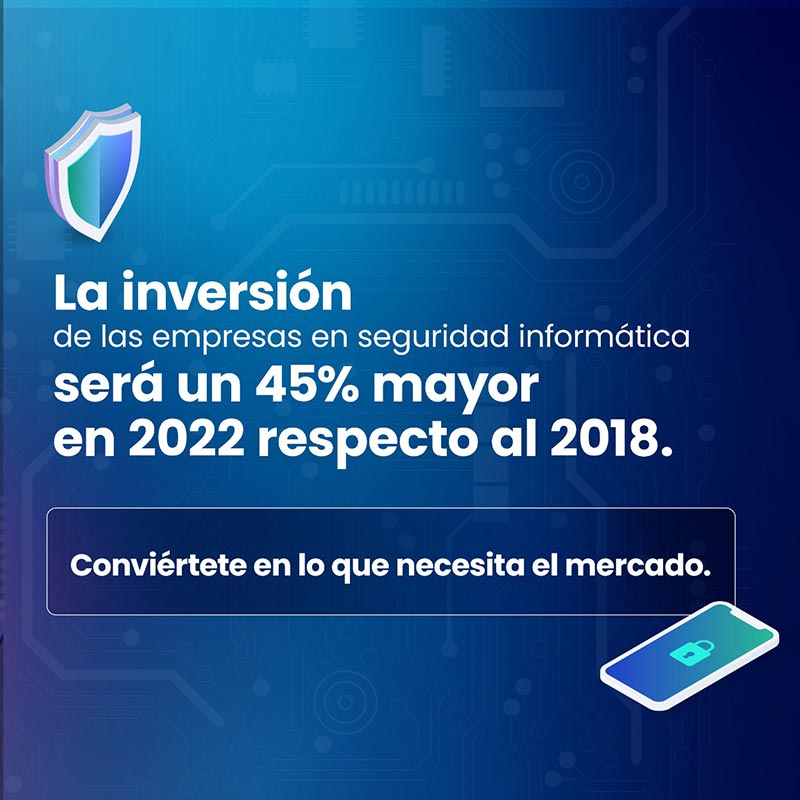 La inversión
de las empresas en seguridad informática
será un 45% mayor
en 2022 respecto al 2018.
Conviértete en lo que necesita el mercado.